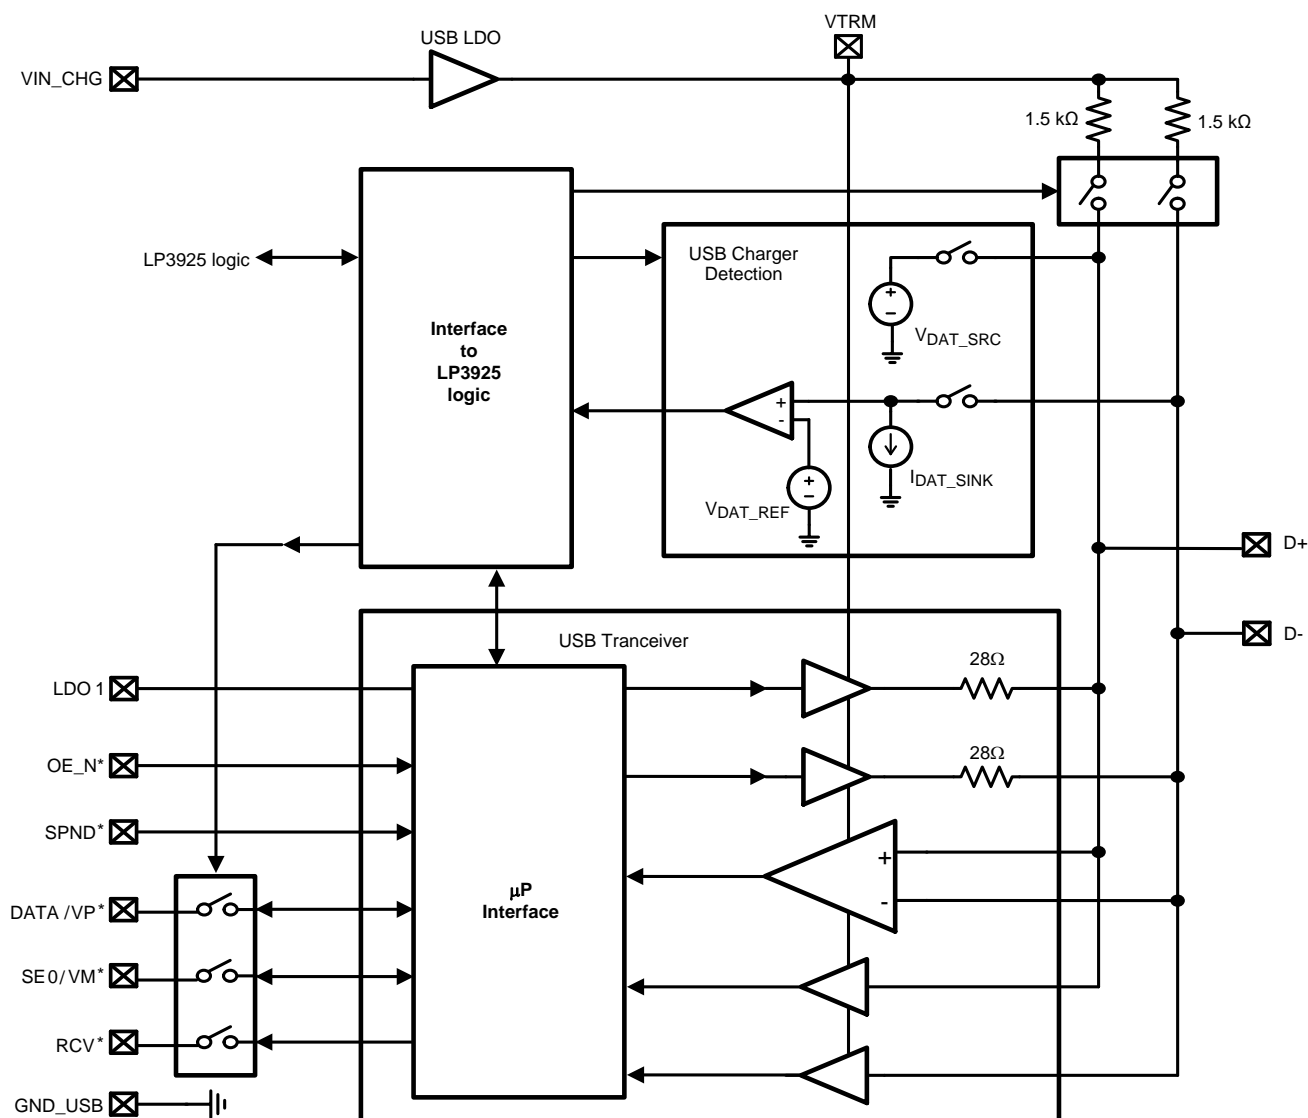 VTRM
USB LDO
VIN_CHG
1.5 kΩ
1.5 kΩ
LP3925 logic
USB Charger
Detection
+
-
VDAT_SRC
Interface
to
LP3925
logic
+
-
IDAT_SINK
+
-
VDAT_REF
D+
D-
USB Tranceiver
28Ω
LDO 1
28Ω
OE_N*
SPND*
+
-
μP
Interface
DATA/VP*
SE0/VM*
RCV*
GND_USB